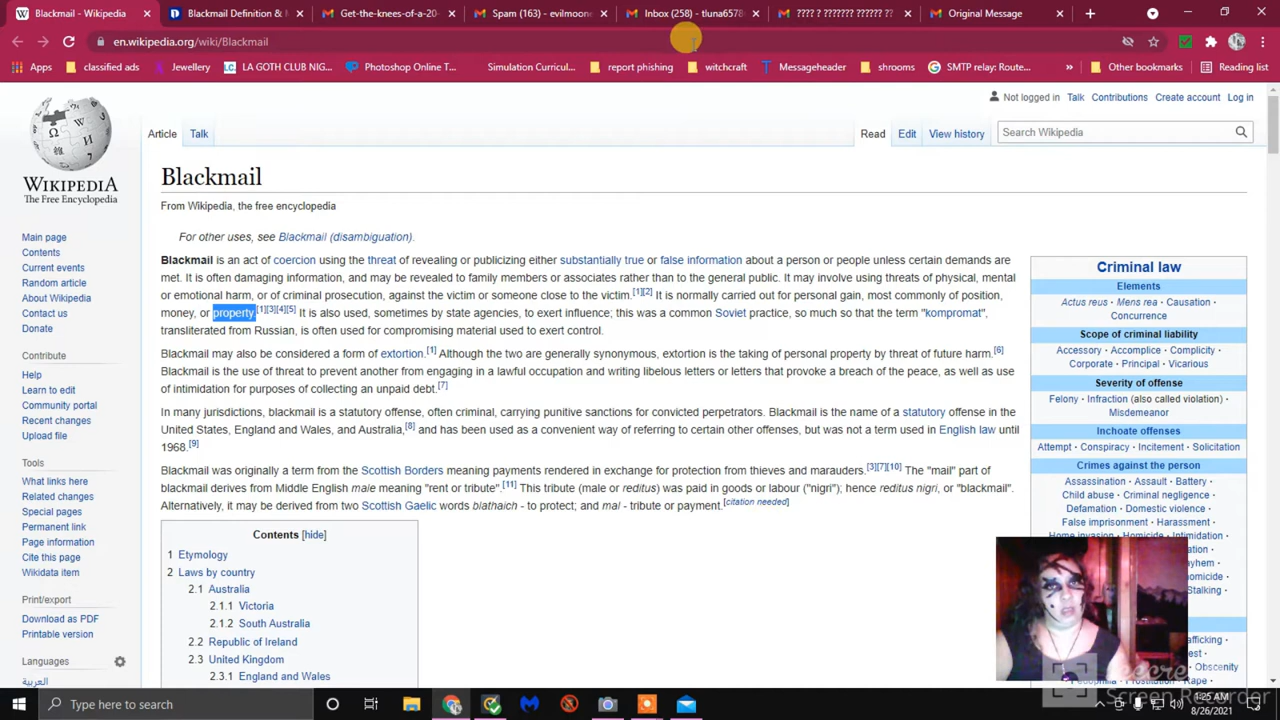 Blackmail - Wikipedia
Blackmail Definition & M
Get-the-knees-of-a-20-
Spam (163) - evilmoone
Inbox (258) - tluna6578
???? ? ??????? ?????? ??
Original Message
en.wikipedia.org/wiki/Blackmail
Apps
classified ads
Jewellery
LC. LA GOTH CLUB NIG...
Photoshop Online T...
Simulation Curricul...
report phishing
witchcraft
Messageheader
shrooms
SMTP relay: Route...
»
Other bookmarks
Reading list
Not logged in Talk Contributions Create account Log in
Article Talk
Read Edit View history
Search Wikipedia
WIKIPEDIA
The Free Encyclopedia
Main page
Contents
Current events
Random article
About Wikipedia
Contact us
Donate
Contribute
Help
Learn to edit
Community portal
Recent changes
Upload file
Tools
What links here
Related changes
Special pages
Permanent link
Page information
Cite this page
Wikidata item
Print/export
Download as PDF
Printable version
Languages
العربية
Blackmail
From Wikipedia, the free encyclopedia
For other uses, see Blackmail (disambiguation).
Blackmail is an act of coercion using the threat of revealing or publicizing either substantially true or false information about a person or people unless certain demands are
met. It is often damaging information, and may be revealed to family members or associates rather than to the general public. It may involve using threats of physical, mental
or emotional harm, or of criminal prosecution, against the victim or someone close to the victim.[1][2] It is normally carried out for personal gain, most commonly of position,
money, or property.[1][3][4][5] It is also used, sometimes by state agencies, to exert influence; this was a common Soviet practice, so much so that the term "kompromat",
transliterated from Russian, is often used for compromising material used to exert control.
Blackmail may also be considered a form of extortion.[1] Although the two are generally synonymous, extortion is the taking of personal property by threat of future harm.[6]
Blackmail is the use of threat to prevent another from engaging in a lawful occupation and writing libelous letters or letters that provoke a breach of the peace, as well as use
of intimidation for purposes of collecting an unpaid debt.[7]
In many jurisdictions, blackmail is a statutory offense, often criminal, carrying punitive sanctions for convicted perpetrators. Blackmail is the name of a statutory offense in the
United States, England and Wales, and Australia,[8] and has been used as a convenient way of referring to certain other offenses, but was not a term used in English law until
1968.[9]
Blackmail was originally a term from the Scottish Borders meaning payments rendered in exchange for protection from thieves and marauders.[3][7][10] The "mail" part of
blackmail derives from Middle English male meaning "rent or tribute".[11] This tribute (male or reditus) was paid in goods or labour ("nigri"); hence reditus nigri, or "blackmail".
Alternatively, it may be derived from two Scottish Gaelic words blathaich - to protect; and mal - tribute or payment.[citation needed]
Contents [hide]
1 Etymology
2 Laws by country
2.1 Australia
2.1.1 Victoria
2.1.2 South Australia
2.2 Republic of Ireland
2.3 United Kingdom
2.3.1 England and Wales
Criminal law
Elements
Actus reus · Mens rea · Causation ·
Concurrence
Scope of criminal liability
Accessory · Accomplice · Complicity ·
Corporate · Principal · Vicarious
Severity of offense
Felony · Infraction (also called violation) ·
Misdemeanor
Inchoate offenses
Attempt · Conspiracy · Incitement · Solicitation
Crimes against the person
Assassination · Assault · Battery ·
Child abuse · Criminal negligence ·
Defamation · Domestic violence ·
False imprisonment · Harassment ·
Home invasion · Homicide · Intimidation ·
Stalking ·
Obscenity
Rape ·
Screen Recorder
Type here to search
1:25 AM
8/26/2021